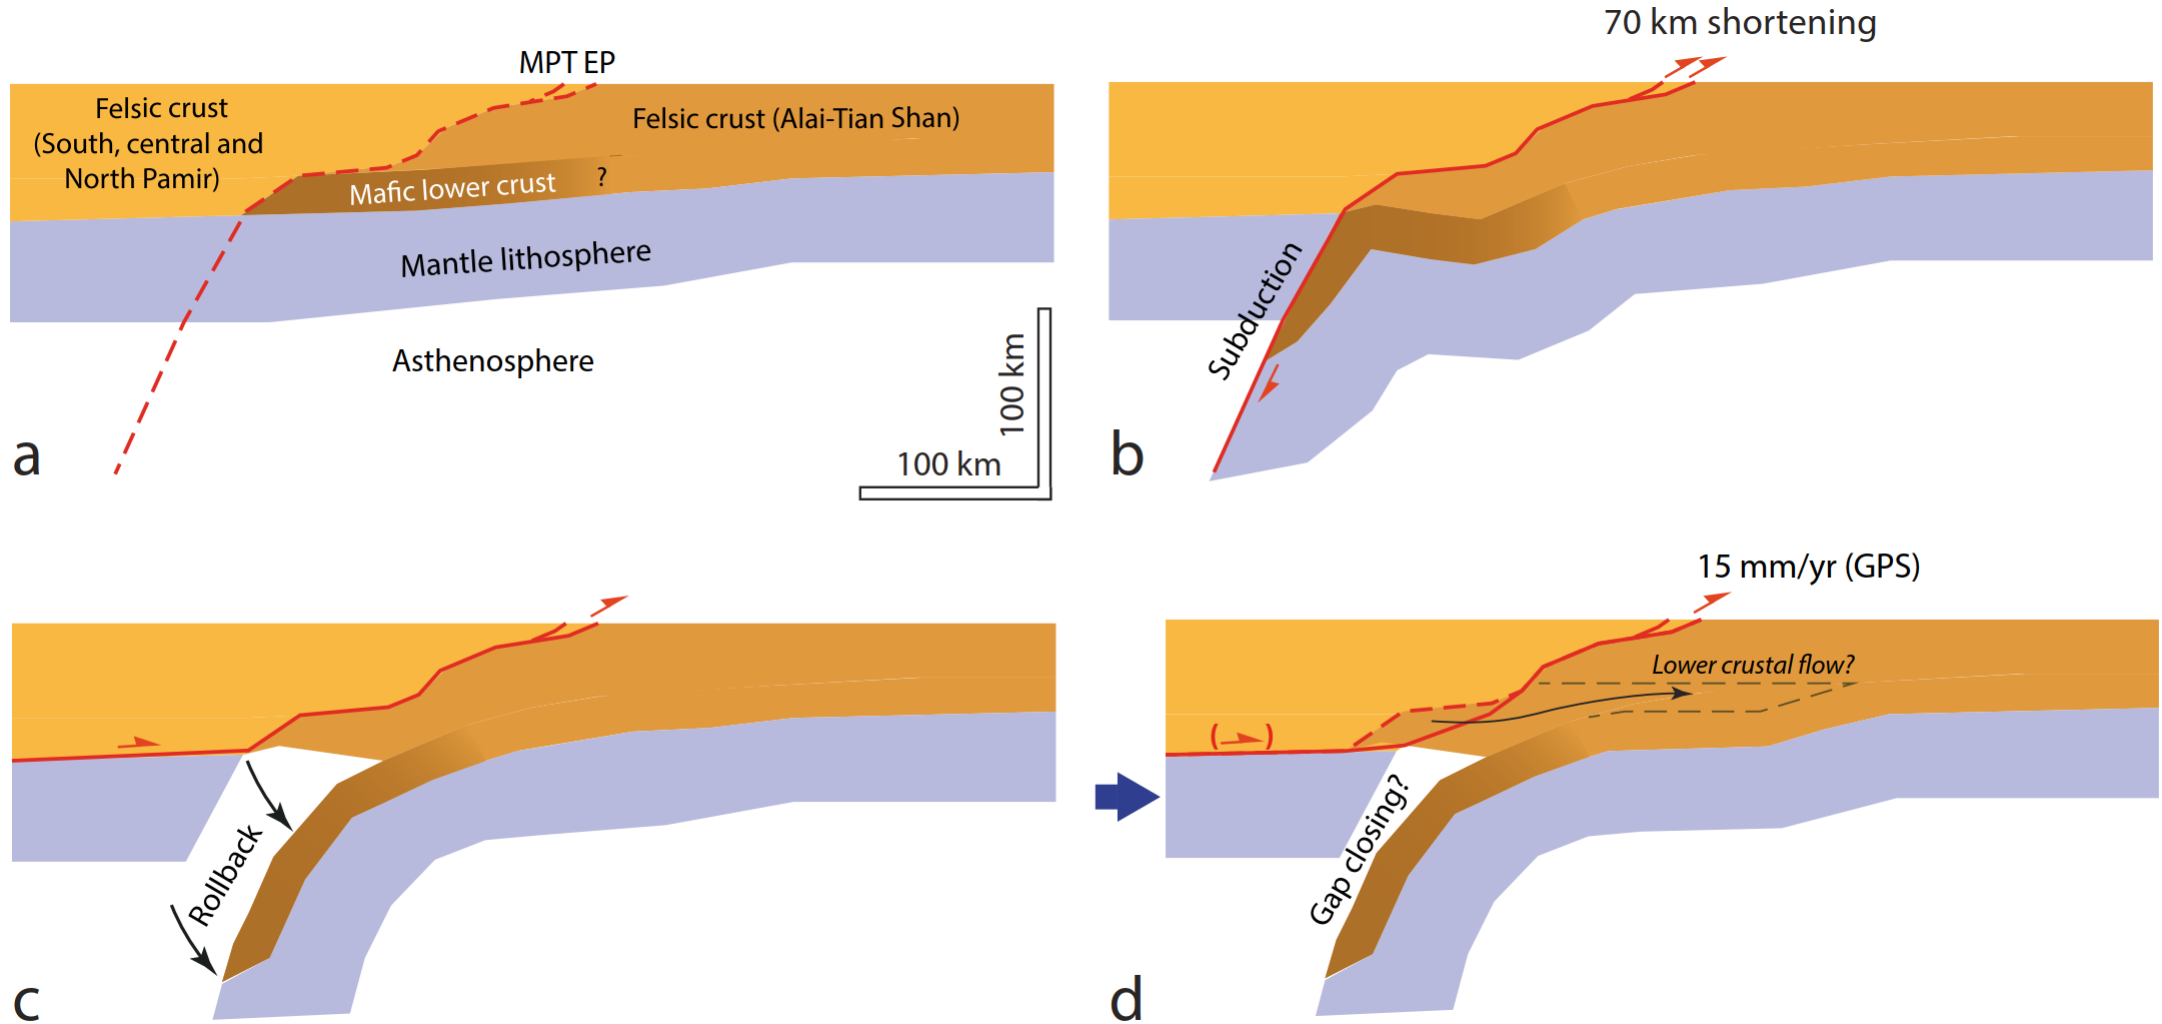 MPT EP
Felsic crust
(South, central and
North Pamir)
Felsic crust (Alai-Tian Shan)
Mafic lower crust
?
Mantle lithosphere
Asthenosphere
100 km
100 km
a
70 km shortening
Subduction
b
Rollback
c
15 mm/yr (GPS)
Lower crustal flow?
( )
Gap closing?
d